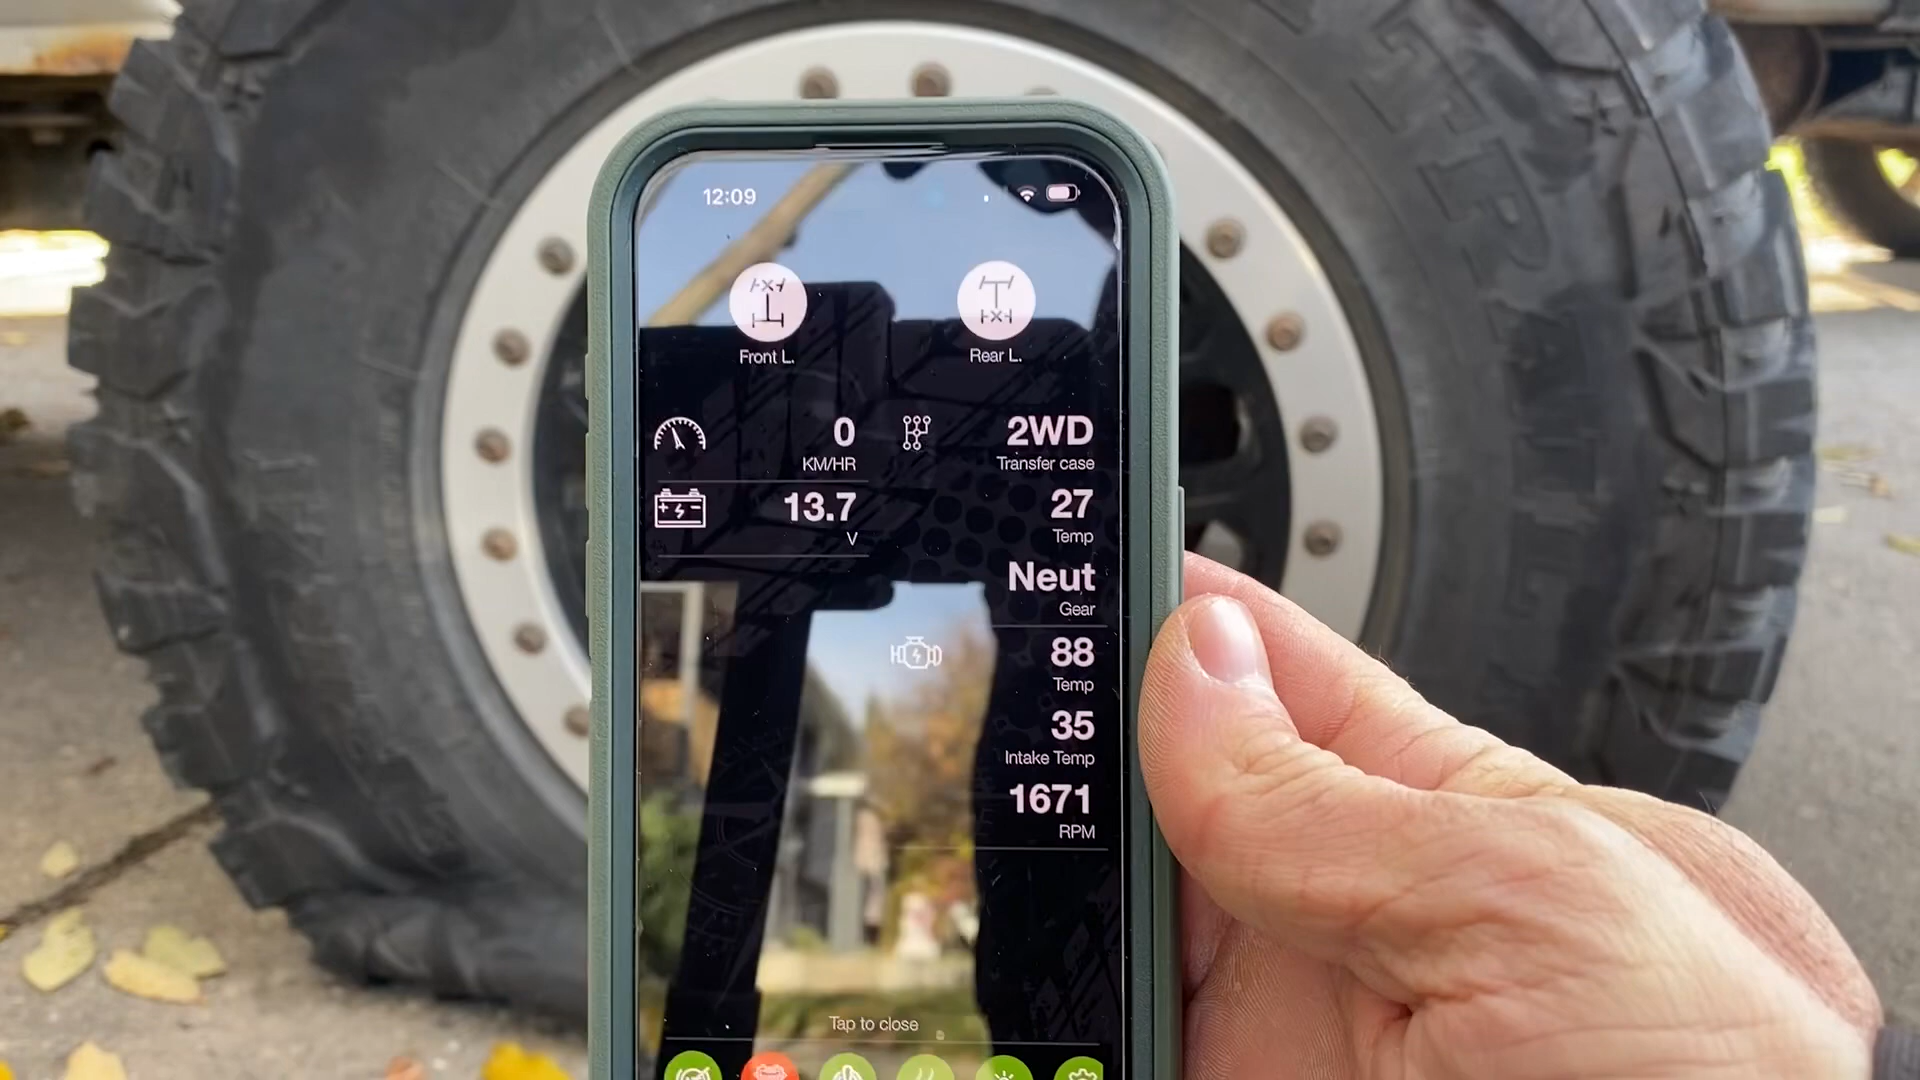 12:09
Front L.
Rear L.
0
KM/HR
13.7
V
2WD
Transfer case
27
Temp
Neut
Gear
88
Temp
35
Intake Temp
1671
RPM
Tap to close